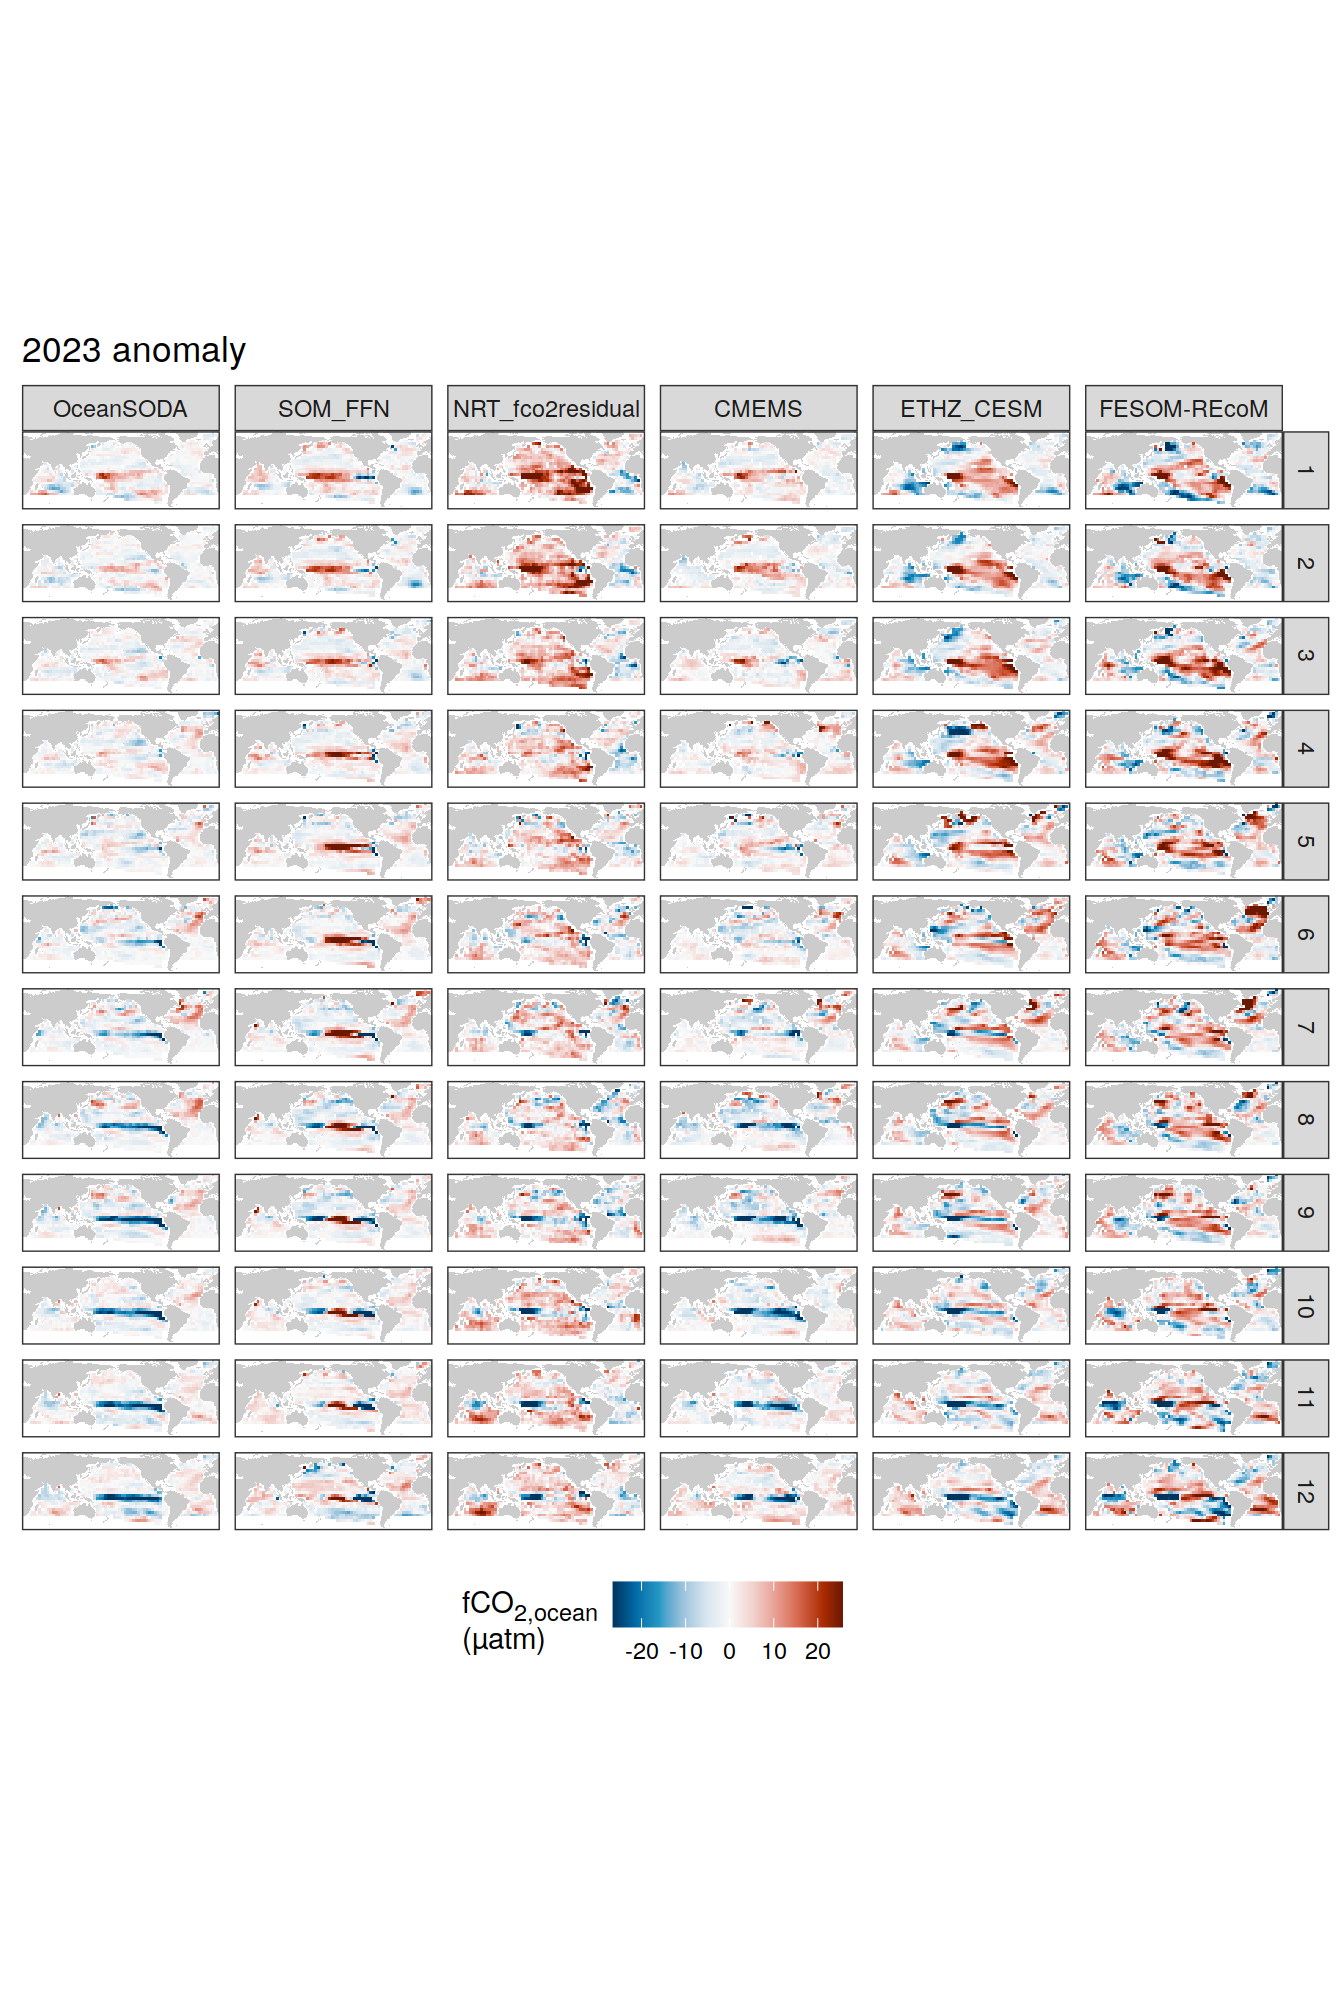 2023 anomaly
OceanSODA SOM_FFN NRT_fco2residual CMEMS ETHZ_CESM FESOM-REcoM
1
2
3
4
5
6
7
8
9
10
11
12
fCO2,ocean
(µatm)
-20 -10 0 10 20